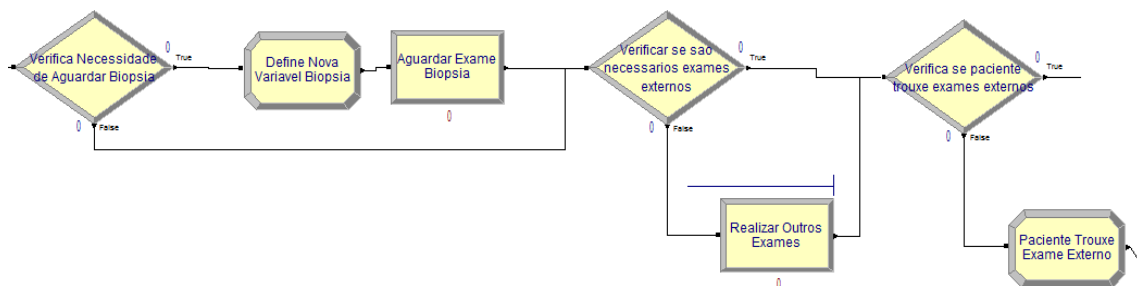 Verifica Necessidade
de Aguardar Biopsia
0
True
0
False
Define Nova
Variavel Biopsia
Aguardar Exame
Biopsia
0
Verificar se sao
necessarios exames
externos
0
True
0
False
Realizar Outros
Exames
0
Verifica se paciente
trouxe exames externos
0
True
0
False
Paciente Trouxe
Exame Externo